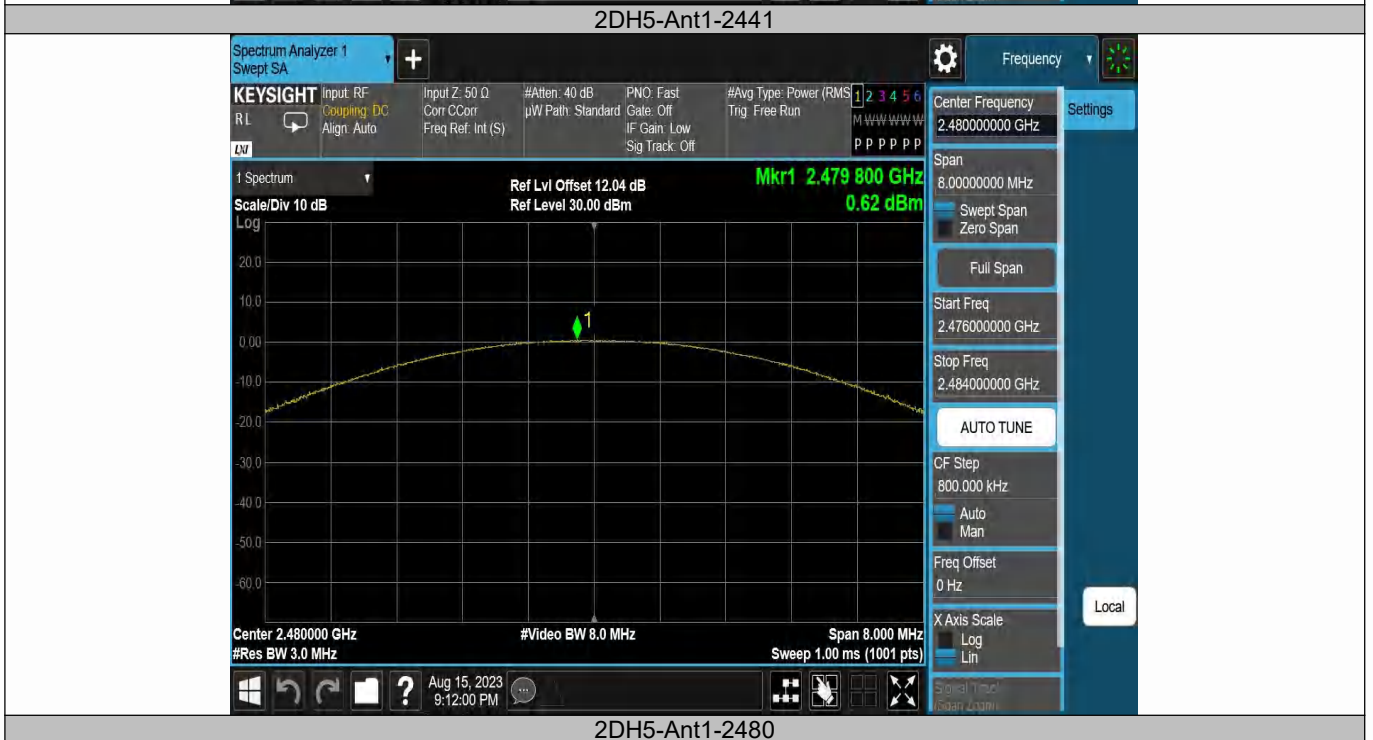 2DH5-Ant1-2441
Spectrum Analyzer 1
Swept SA
+
Frequency
KEYSIGHT
RL
LXI
Input: RF
Coupling: DC
Align: Auto
Input Z: 50 Ω
Corr CCorr
Freq Ref: Int (S)
#Atten: 40 dB
µW Path: Standard
PNO: Fast
Gate: Off
IF Gain: Low
Sig Track: Off
#Avg Type: Power (RMS
Trig: Free Run
1 2 3 4 5 6
M W W W W W
P P P P P P
1 Spectrum
Scale/Div 10 dB
Log
Ref Lvl Offset 12.04 dB
Ref Level 30.00 dBm
Mkr1 2.479 800 GHz
0.62 dBm
20.0
10.0
0.00
-10.0
-20.0
-30.0
-40.0
-50.0
-60.0
1
Center 2.480000 GHz
#Res BW 3.0 MHz
#Video BW 8.0 MHz
Span 8.000 MHz
Sweep 1.00 ms (1001 pts)
Center Frequency
2.480000000 GHz
Settings
Span
8.00000000 MHz
Swept Span
Zero Span
Full Span
Start Freq
2.476000000 GHz
Stop Freq
2.484000000 GHz
AUTO TUNE
CF Step
800.000 kHz
Auto
Man
Freq Offset
0 Hz
X Axis Scale
Log
Lin
Signal Track
(Span Zoom)
Local
?
Aug 15, 2023
9:12:00 PM
2DH5-Ant1-2480